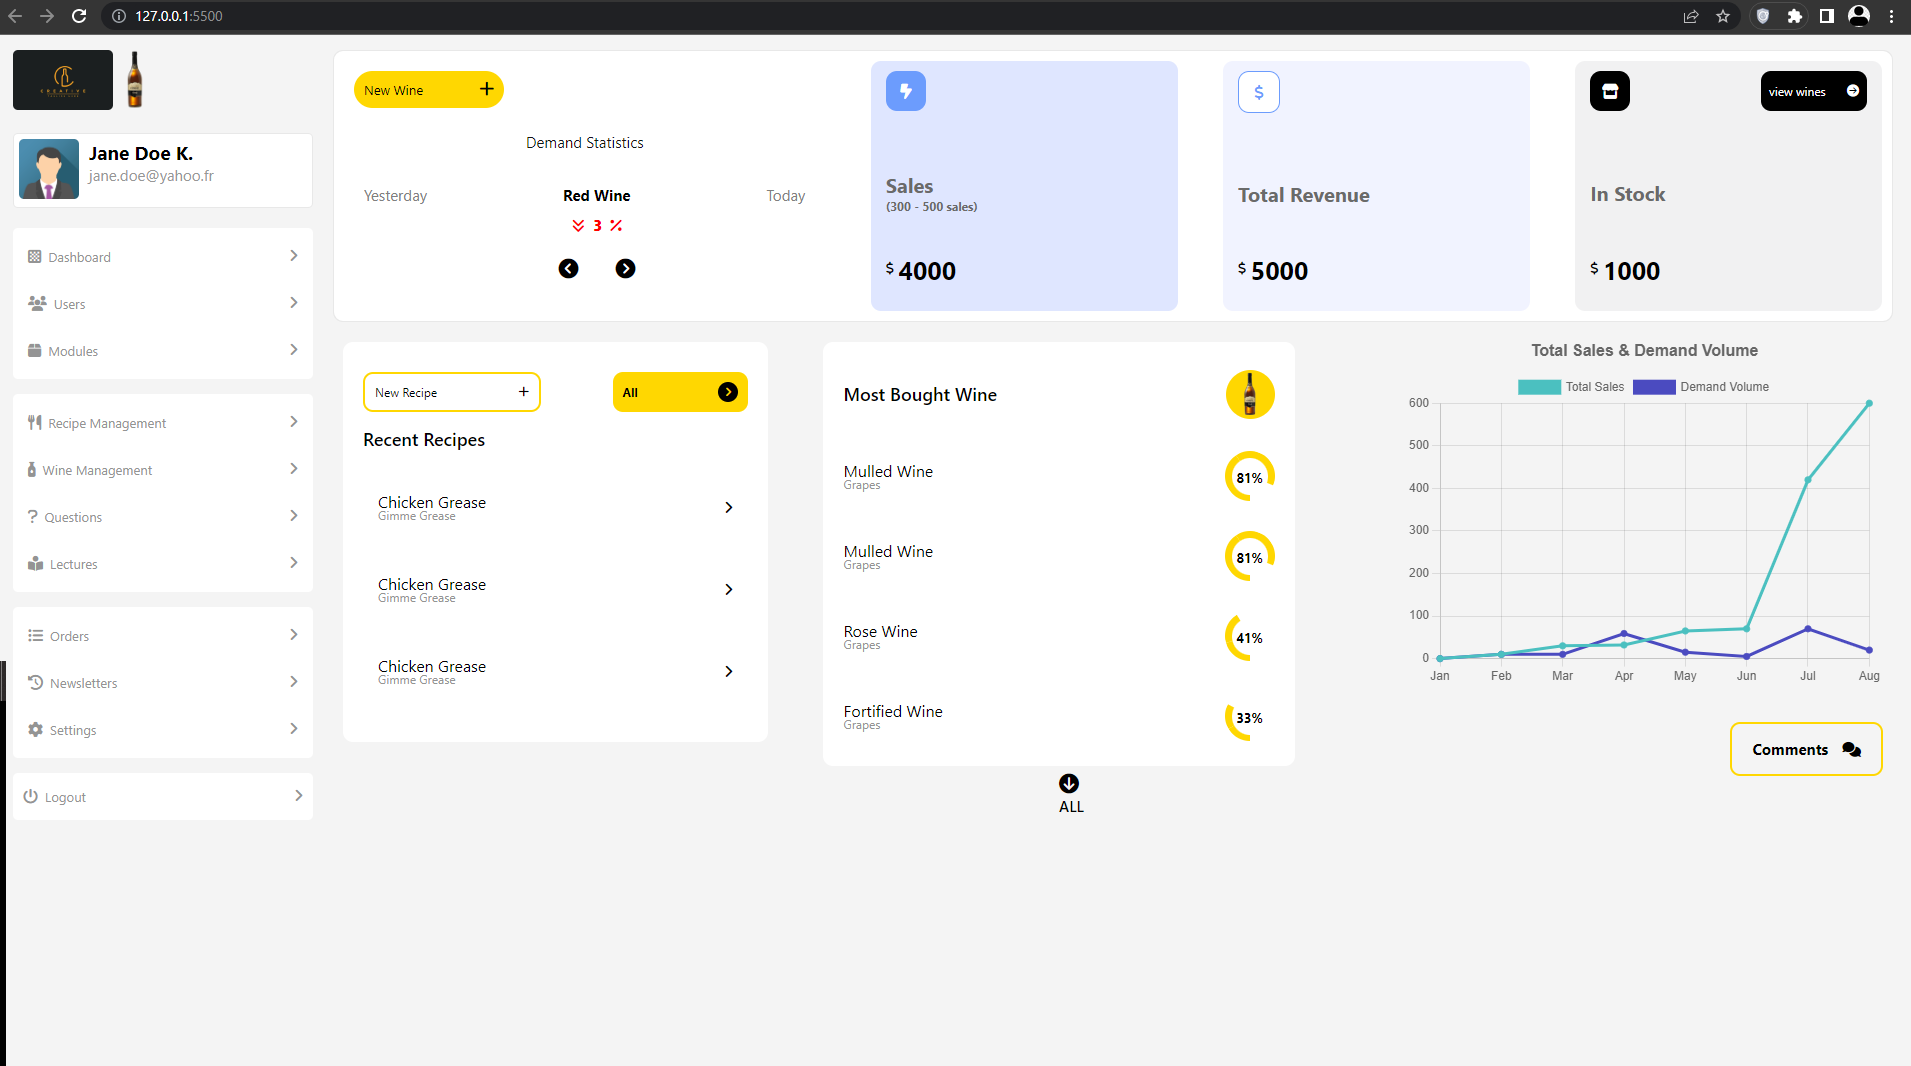 127.0.0.1:5500
CREATIVE
Jane Doe K.
jane.doe@yahoo.fr
Dashboard
Users
Modules
Recipe Management
Wine Management
Questions
Lectures
Orders
Newsletters
Settings
Logout
New Wine
Demand Statistics
Yesterday
Red Wine
Today
3 %
Sales
(300 - 500 sales)
$ 4000
$
Total Revenue
$ 5000
view wines
In Stock
$ 1000
New Recipe
All
Recent Recipes
Chicken Grease
Gimme Grease
Chicken Grease
Gimme Grease
Chicken Grease
Gimme Grease
Most Bought Wine
Mulled Wine
Grapes
81%
Mulled Wine
Grapes
81%
Rose Wine
Grapes
41%
Fortified Wine
Grapes
33%
ALL
Total Sales & Demand Volume
Total Sales Demand Volume
600
500
400
300
200
100
0
Jan Feb Mar Apr May Jun Jul Aug
Comments